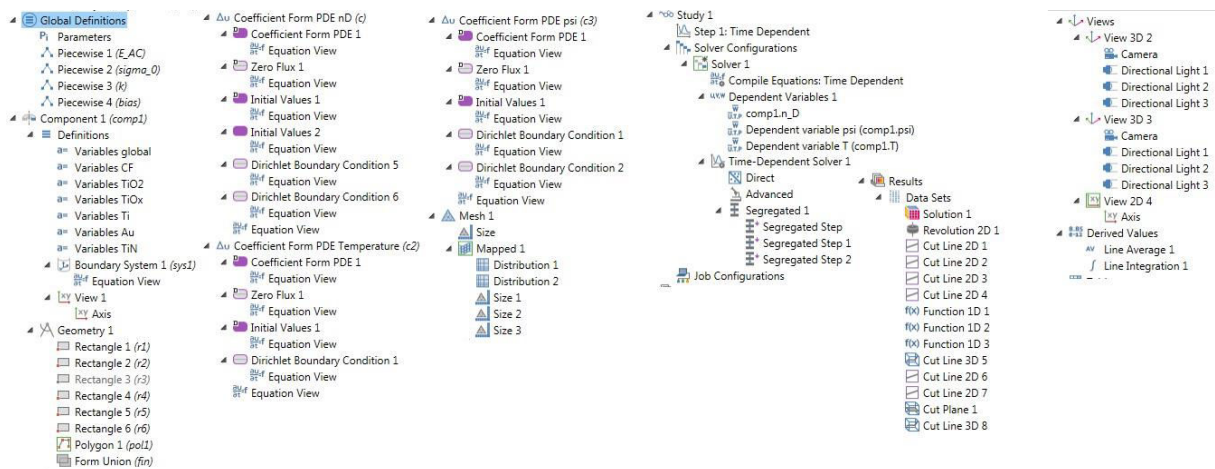 Global Definitions
Pi Parameters
Piecewise 1 (E_AC)
Piecewise 2 (sigma_0)
Piecewise 3 (k)
Piecewise 4 (bias)
Component 1 (comp1)
Definitions
a= Variables global
a= Variables CF
a= Variables TiO2
a= Variables TiOx
a= Variables Ti
a= Variables Au
a= Variables TiN
Boundary System 1 (sys1)
Equation View
View 1
Axis
Geometry 1
Rectangle 1 (r1)
Rectangle 2 (r2)
Rectangle 3 (r3)
Rectangle 4 (r4)
Rectangle 5 (r5)
Rectangle 6 (r6)
Polygon 1 (pol1)
Form Union (fin)
Δu Coefficient Form PDE nD (c)
Coefficient Form PDE 1
Equation View
Zero Flux 1
Equation View
Initial Values 1
Equation View
Initial Values 2
Equation View
Dirichlet Boundary Condition 5
Equation View
Dirichlet Boundary Condition 6
Equation View
Equation View
Δu Coefficient Form PDE Temperature (c2)
Coefficient Form PDE 1
Equation View
Zero Flux 1
Equation View
Initial Values 1
Equation View
Dirichlet Boundary Condition 1
Equation View
Equation View
Δu Coefficient Form PDE psi (c3)
Coefficient Form PDE 1
Equation View
Zero Flux 1
Equation View
Initial Values 1
Equation View
Dirichlet Boundary Condition 1
Equation View
Dirichlet Boundary Condition 2
Equation View
Equation View
Mesh 1
Size
Mapped 1
Distribution 1
Distribution 2
Size 1
Size 2
Size 3
Study 1
Step 1: Time Dependent
Solver Configurations
Solver 1
Compile Equations: Time Dependent
Dependent Variables 1
comp1.n_D
Dependent variable psi (comp1.psi)
Dependent variable T (comp1.T)
Time-Dependent Solver 1
Direct
Advanced
Segregated 1
Segregated Step
Segregated Step 1
Segregated Step 2
Job Configurations
Results
Data Sets
Solution 1
Revolution 2D 1
Cut Line 2D 1
Cut Line 2D 2
Cut Line 2D 3
Cut Line 2D 4
f(x) Function 1D 1
f(x) Function 1D 2
f(x) Function 1D 3
Cut Line 3D 5
Cut Line 2D 6
Cut Line 2D 7
Cut Plane 1
Cut Line 3D 8
Views
View 3D 2
Camera
Directional Light 1
Directional Light 2
Directional Light 3
View 3D 3
Camera
Directional Light 1
Directional Light 2
Directional Light 3
View 2D 4
Axis
Derived Values
AV Line Average 1
∫ Line Integration 1